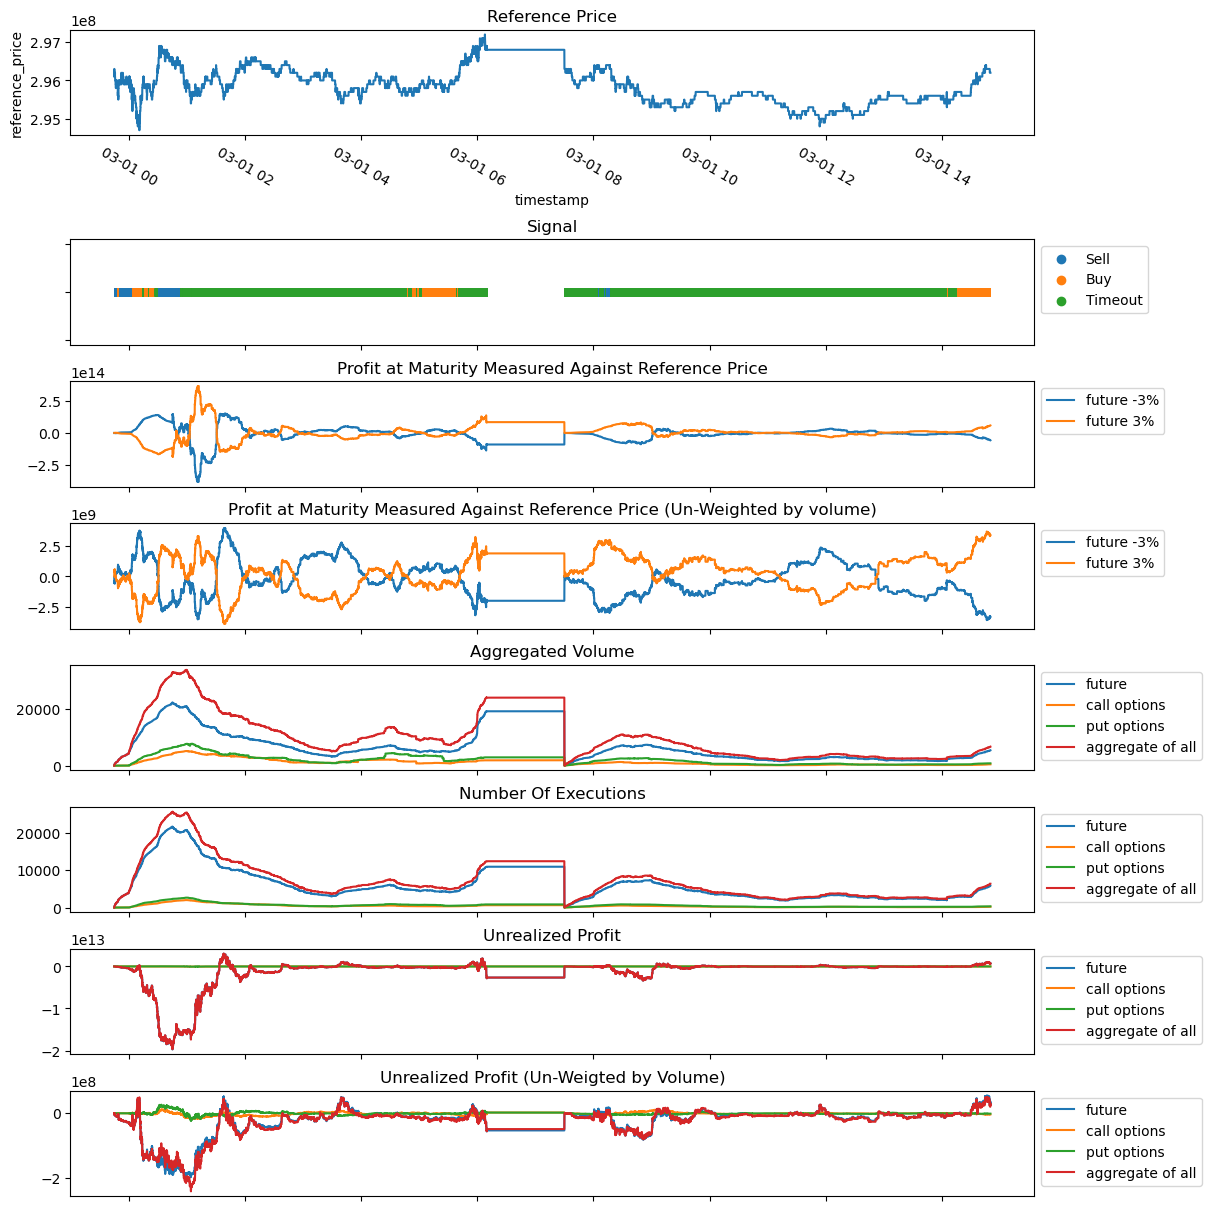 Reference Price
1e8
reference_price
2.97
2.96
2.95
03-01 00
03-01 02
03-01 04
03-01 06
03-01 08
03-01 10
03-01 12
03-01 14
timestamp
Signal
Sell
Buy
Timeout
Profit at Maturity Measured Against Reference Price
1e14
2.5
0.0
−2.5
future -3%
future 3%
Profit at Maturity Measured Against Reference Price (Un-Weighted by volume)
1e9
2.5
0.0
−2.5
future -3%
future 3%
Aggregated Volume
20000
0
future
call options
put options
aggregate of all
Number Of Executions
20000
10000
0
future
call options
put options
aggregate of all
Unrealized Profit
1e13
0
−1
−2
future
call options
put options
aggregate of all
Unrealized Profit (Un-Weigted by Volume)
1e8
0
−2
future
call options
put options
aggregate of all